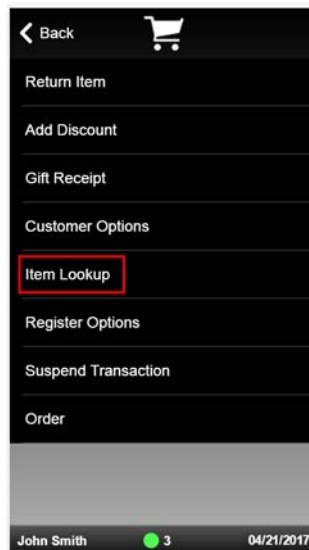 Back
Return Item
Add Discount
Gift Receipt
Customer Options
Item Lookup
Register Options
Suspend Transaction
Order
John Smith 3 04/21/2017